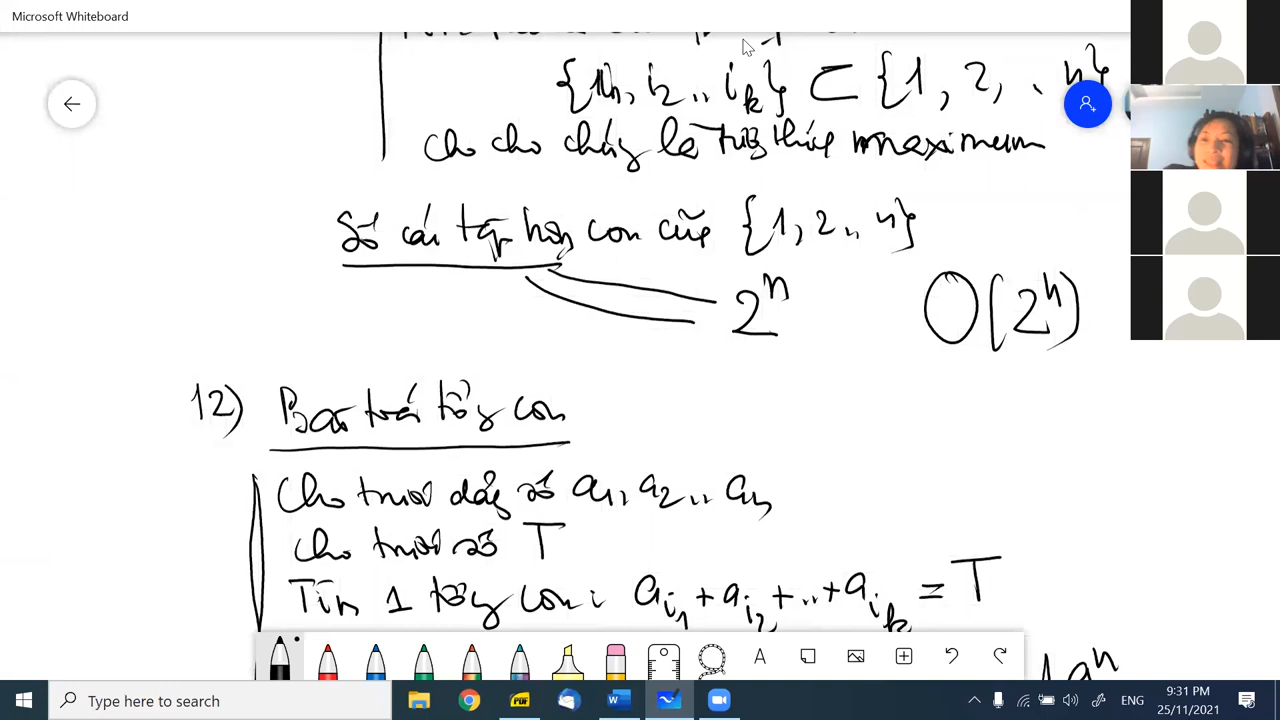 Microsoft Whiteboard
{i1, i2 .. ik} ⊂ {1, 2, .. n}
cho cho chúng là maximum
Số các tập hợp con của {1, 2 .. n}
2^n O(2^n)
12) Bài toán tổng con
Cho trước dãy số a1, a2 .. an
Cho trước số T
Tìm 1 tổng con: ai1 + ai2 + .. + aik = T
Type here to search
ENG
9:31 PM
25/11/2021